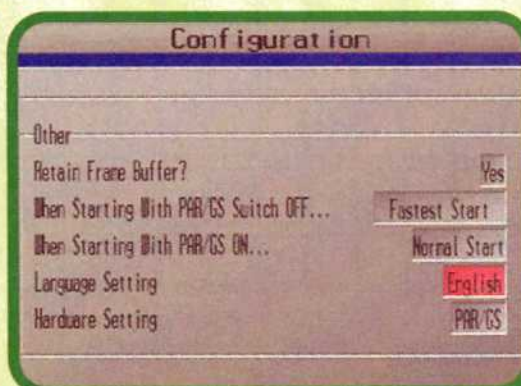 Configuration
Other
Retain Frame Buffer? Yes
When Starting With PAR/GS Switch OFF... Fastest Start
When Starting With PAR/GS ON... Normal Start
Language Setting English
Hardware Setting PAR/GS